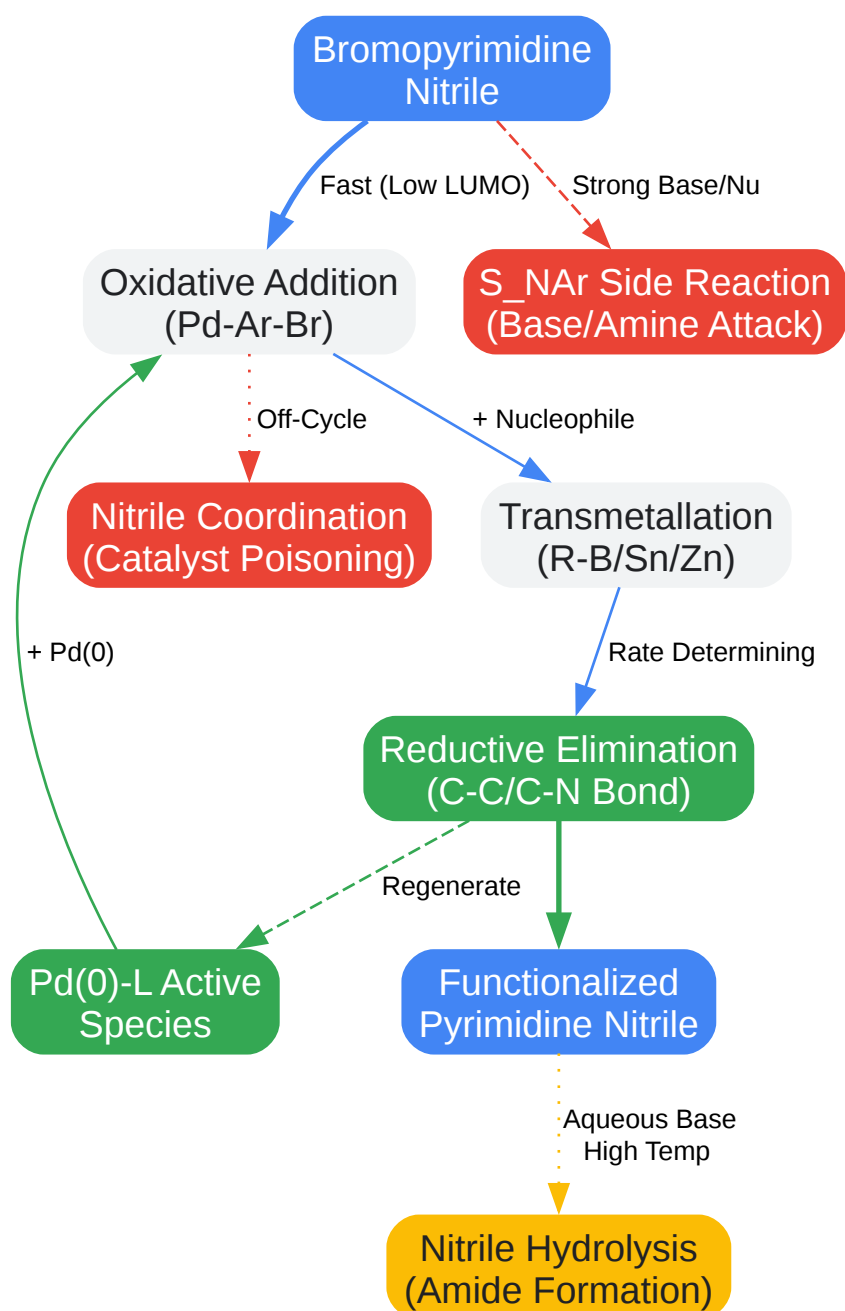 Bromopyrimidine
Nitrile
Fast (Low LUMO)
Strong Base/Nu
Oxidative Addition
(Pd-Ar-Br)
S_NAr Side Reaction
(Base/Amine Attack)
Off-Cycle
+ Nucleophile
Nitrile Coordination
(Catalyst Poisoning)
Transmetallation
(R-B/Sn/Zn)
+ Pd(0)
Rate Determining
Reductive Elimination
(C-C/C-N Bond)
Regenerate
Pd(0)-L Active
Species
Functionalized
Pyrimidine Nitrile
Aqueous Base
High Temp
Nitrile Hydrolysis
(Amide Formation)